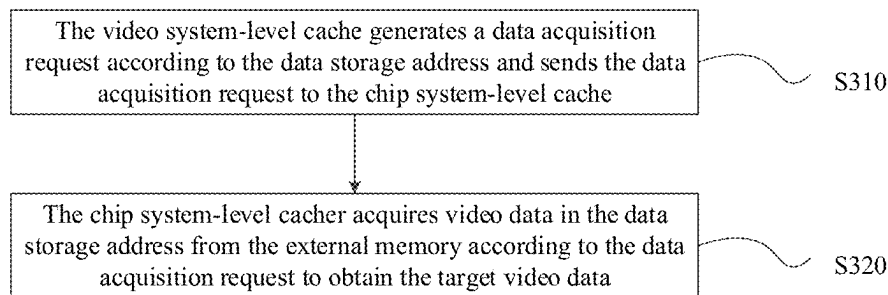 The video system-level cache generates a data acquisition
request according to the data storage address and sends the data
acquisition request to the chip system-level cache
S310
The chip system-level cacher acquires video data in the data
storage address from the external memory according to the data
acquisition request to obtain the target video data
S320